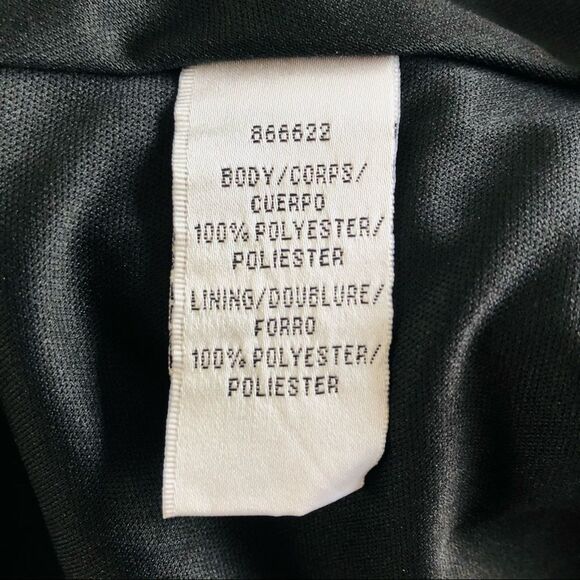 866622
BODY/CORPS/
CUERPO
100% POLYESTER/
POLIESTER
LINING/DOUBLURE/
FORRO
100% POLYESTER/
POLIESTER